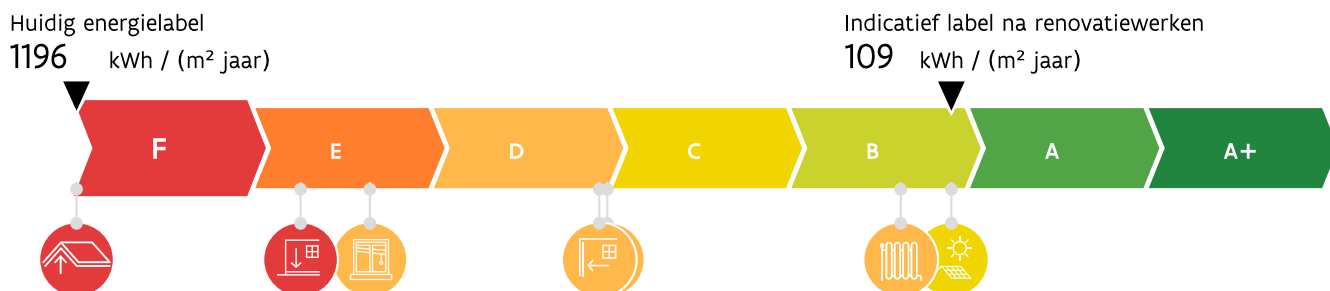 Huidig energielabel
1196 kWh / (m² jaar)
Indicatief label na renovatiewerken
109 kWh / (m² jaar)
F E D C B A A+